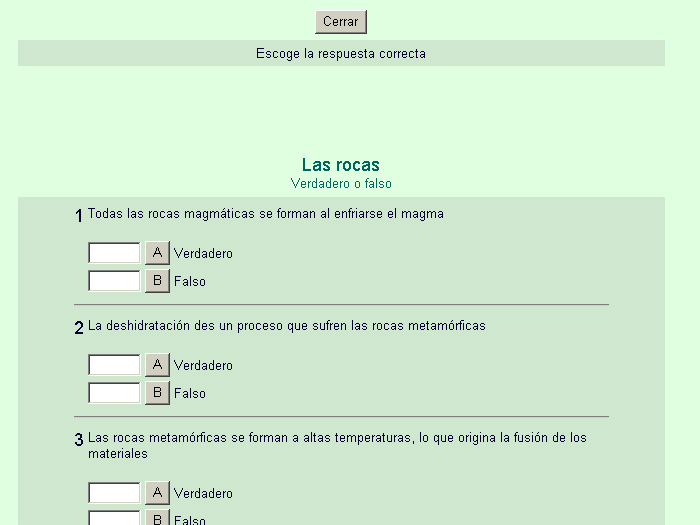 Cerrar
Escoge la respuesta correcta
Las rocas
Verdadero o falso
1 Todas las rocas magmáticas se forman al enfriarse el magma
A Verdadero
B Falso
2 La deshidratación des un proceso que sufren las rocas metamórficas
A Verdadero
B Falso
3 Las rocas metamórficas se forman a altas temperaturas, lo que origina la fusión de los
materiales
A Verdadero
B Falso